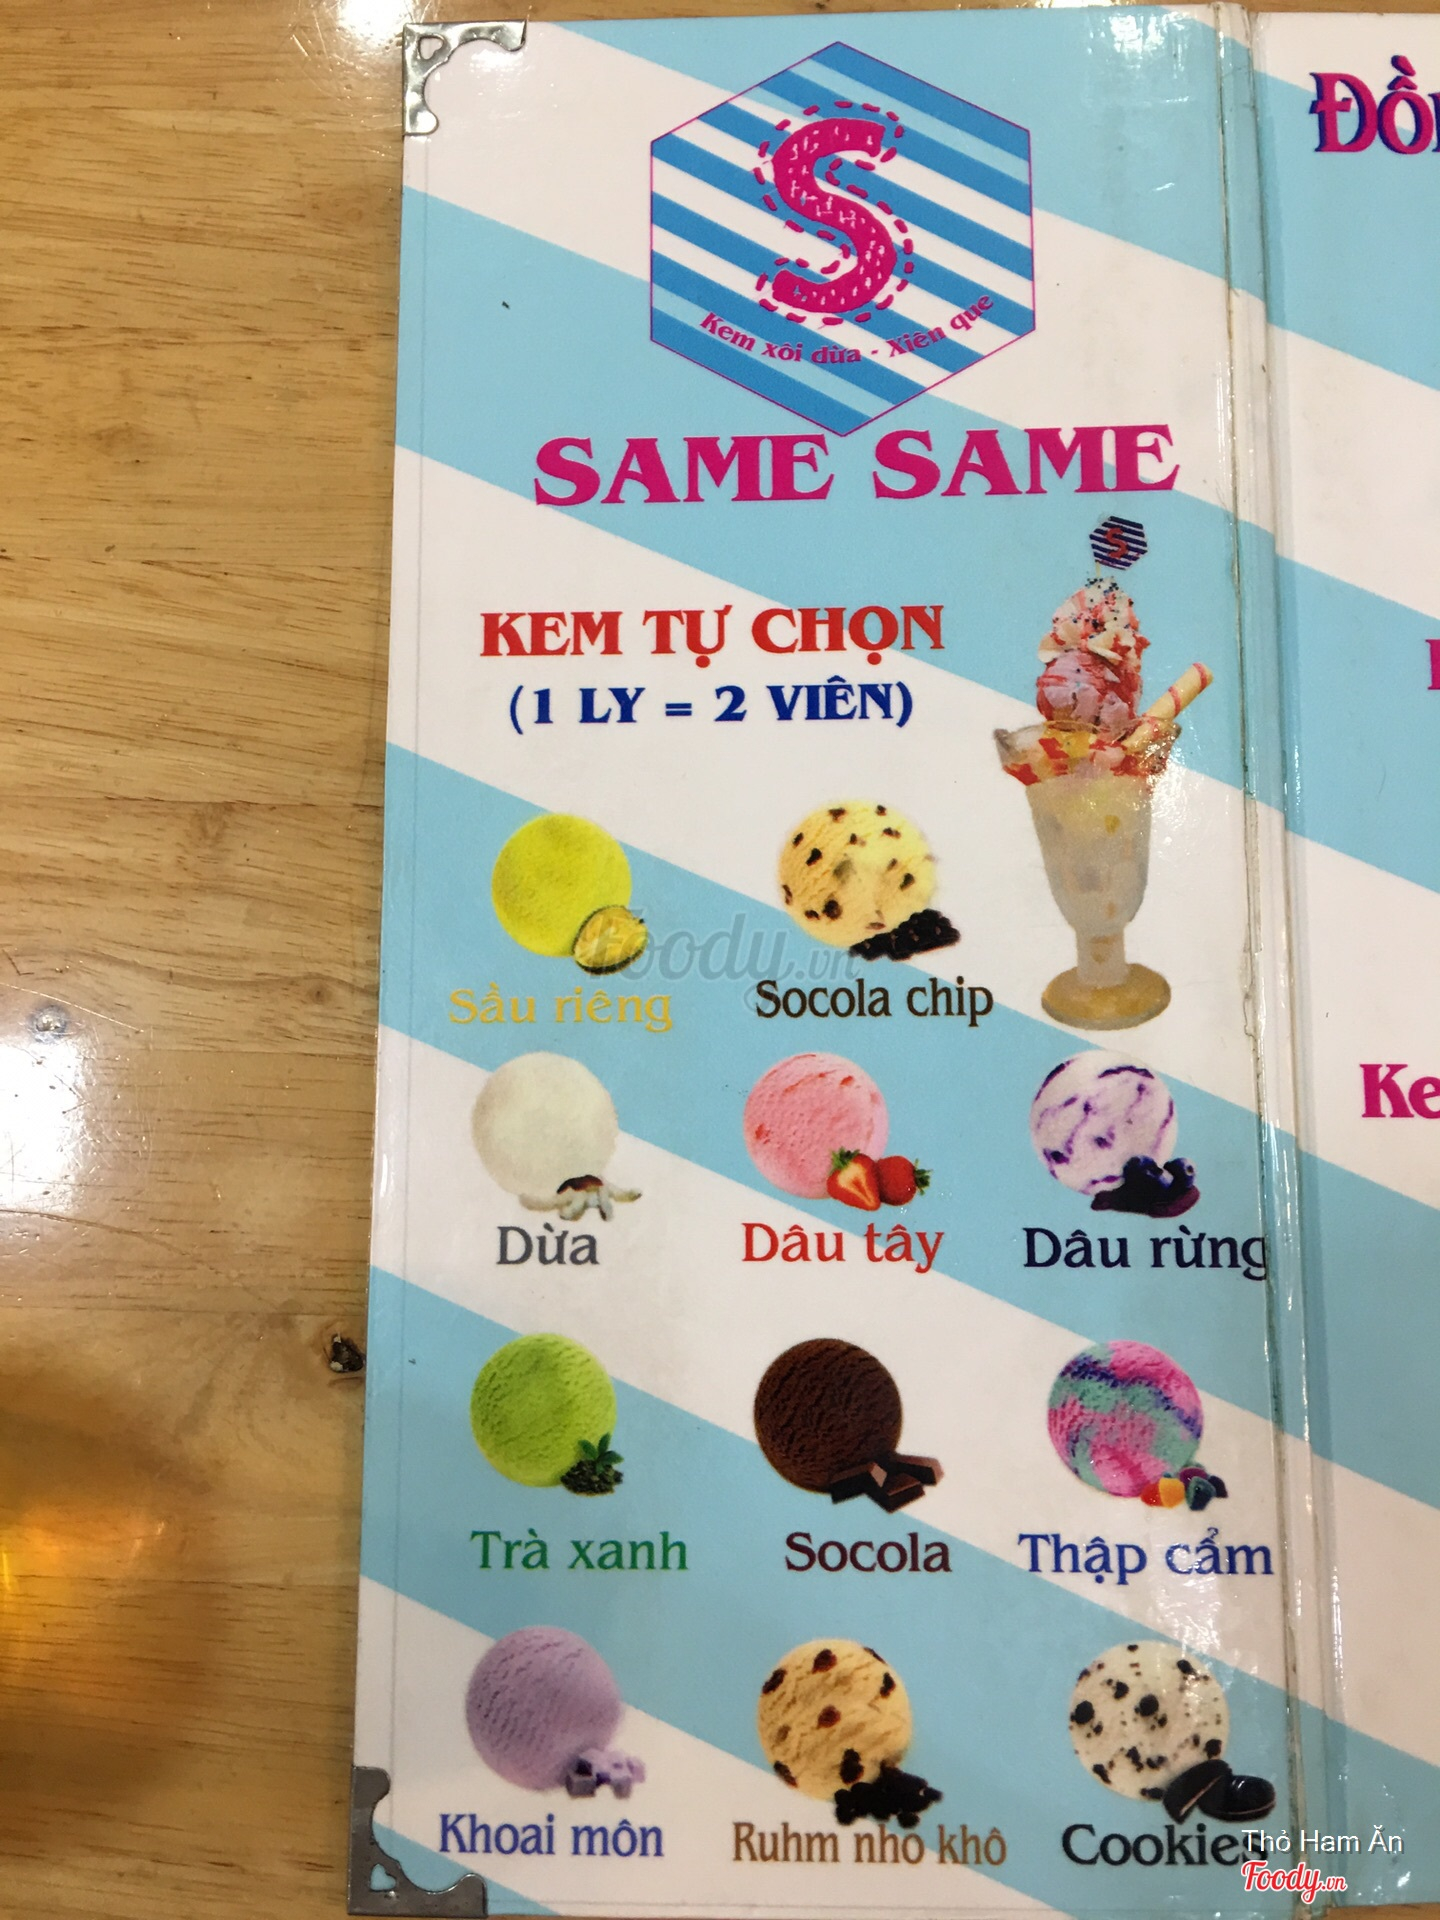 S
Kem xôi dừa - Xiên que
SAME SAME
KEM TỰ CHỌN
(1 LY = 2 VIÊN)
S
Sầu riêng
Socola chip
Dừa
Dâu tây
Dâu rừng
Trà xanh
Socola
Thập cẩm
Khoai môn
Ruhm nho khô
Cookies
Ke
foody.vn
Thỏ Ham Ăn
Foody.vn